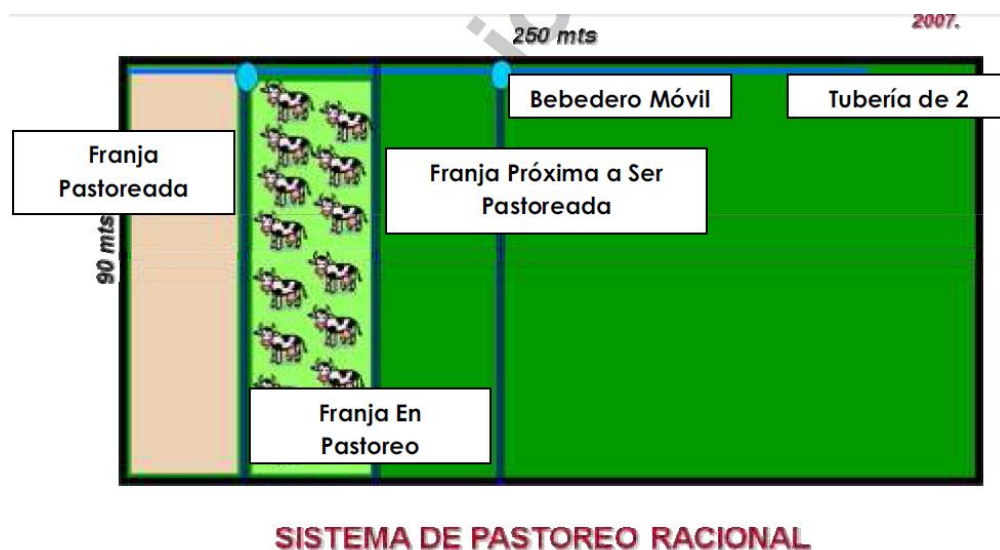 2007.
250 mts
Bebedero Móvil
Tubería de 2
Franja
Pastoreada
Franja Próxima a Ser
Pastoreada
90 mts
Franja En
Pastoreo
SISTEMA DE PASTOREO RACIONAL